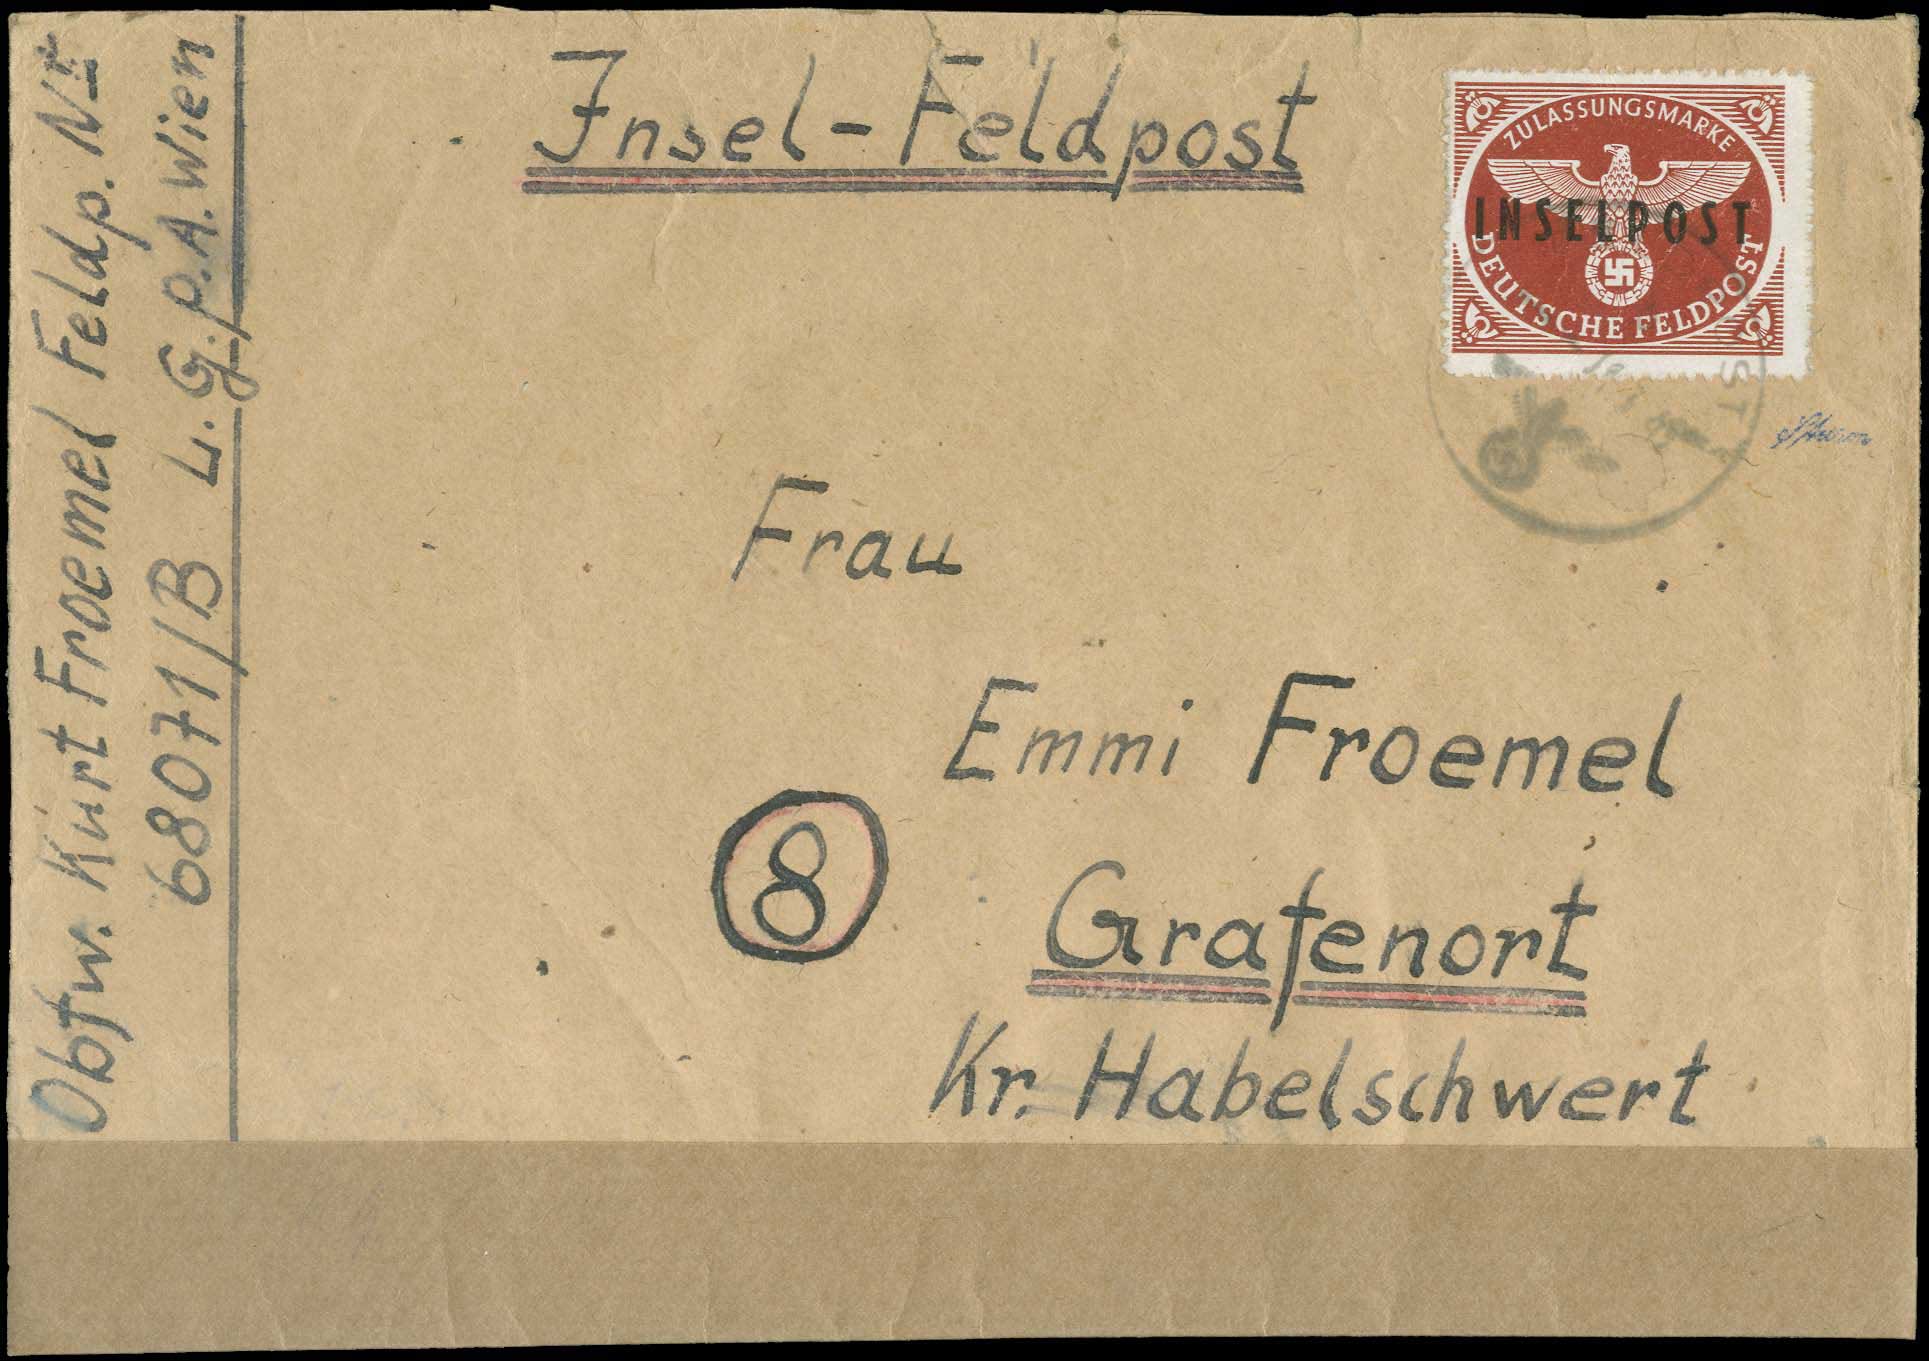 Insel-Feldpost
ZULASSUNGSMARKE
INSELPOST
DEUTSCHE FELDPOST
Obfw. Kurt Froemel Feldp. Nr
68071/B L.G.P.A. Wien
Frau
Emmi Froemel
8
Grafenort
Kr. Habelschwert